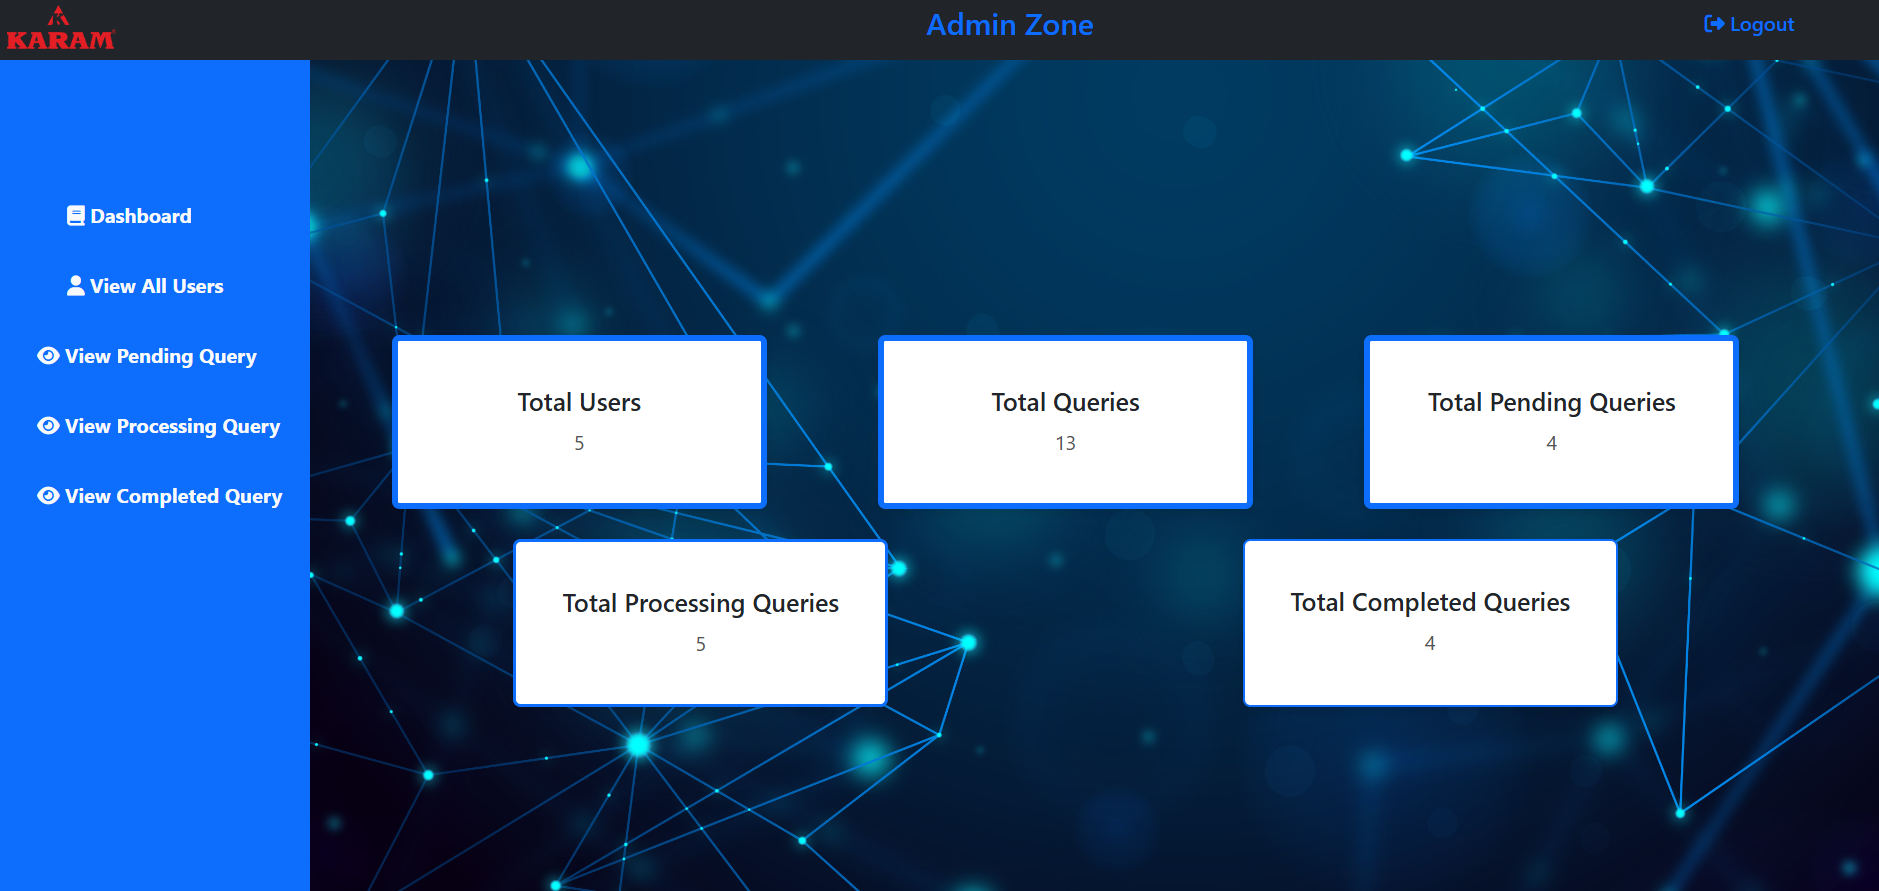 KARAM
Admin Zone
Logout
Dashboard
View All Users
View Pending Query
View Processing Query
View Completed Query
Total Users
5
Total Queries
13
Total Pending Queries
4
Total Processing Queries
5
Total Completed Queries
4